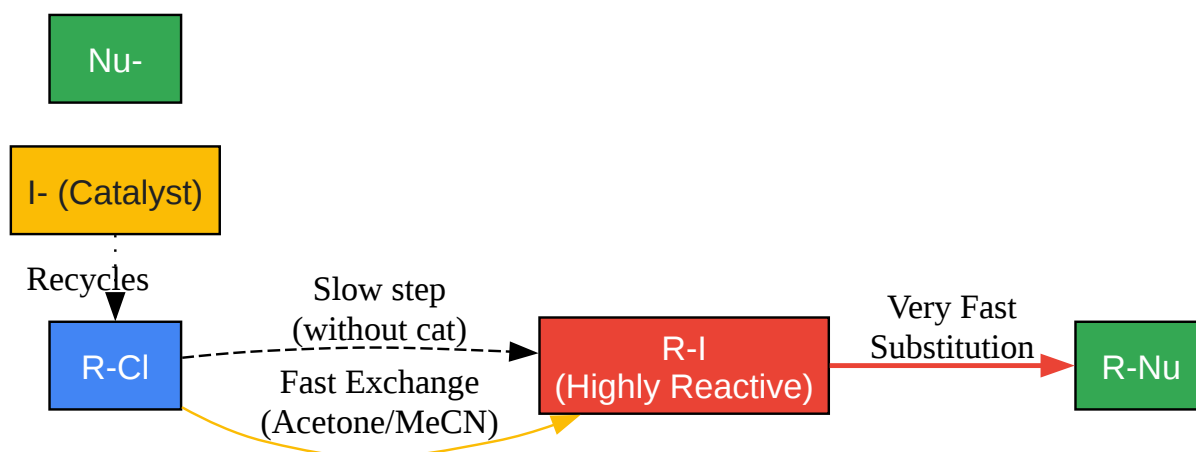 Nu-
I- (Catalyst)
Recycles
R-Cl
Slow step
(without cat)
Fast Exchange
(Acetone/MeCN)
R-I
(Highly Reactive)
Very Fast
Substitution
R-Nu